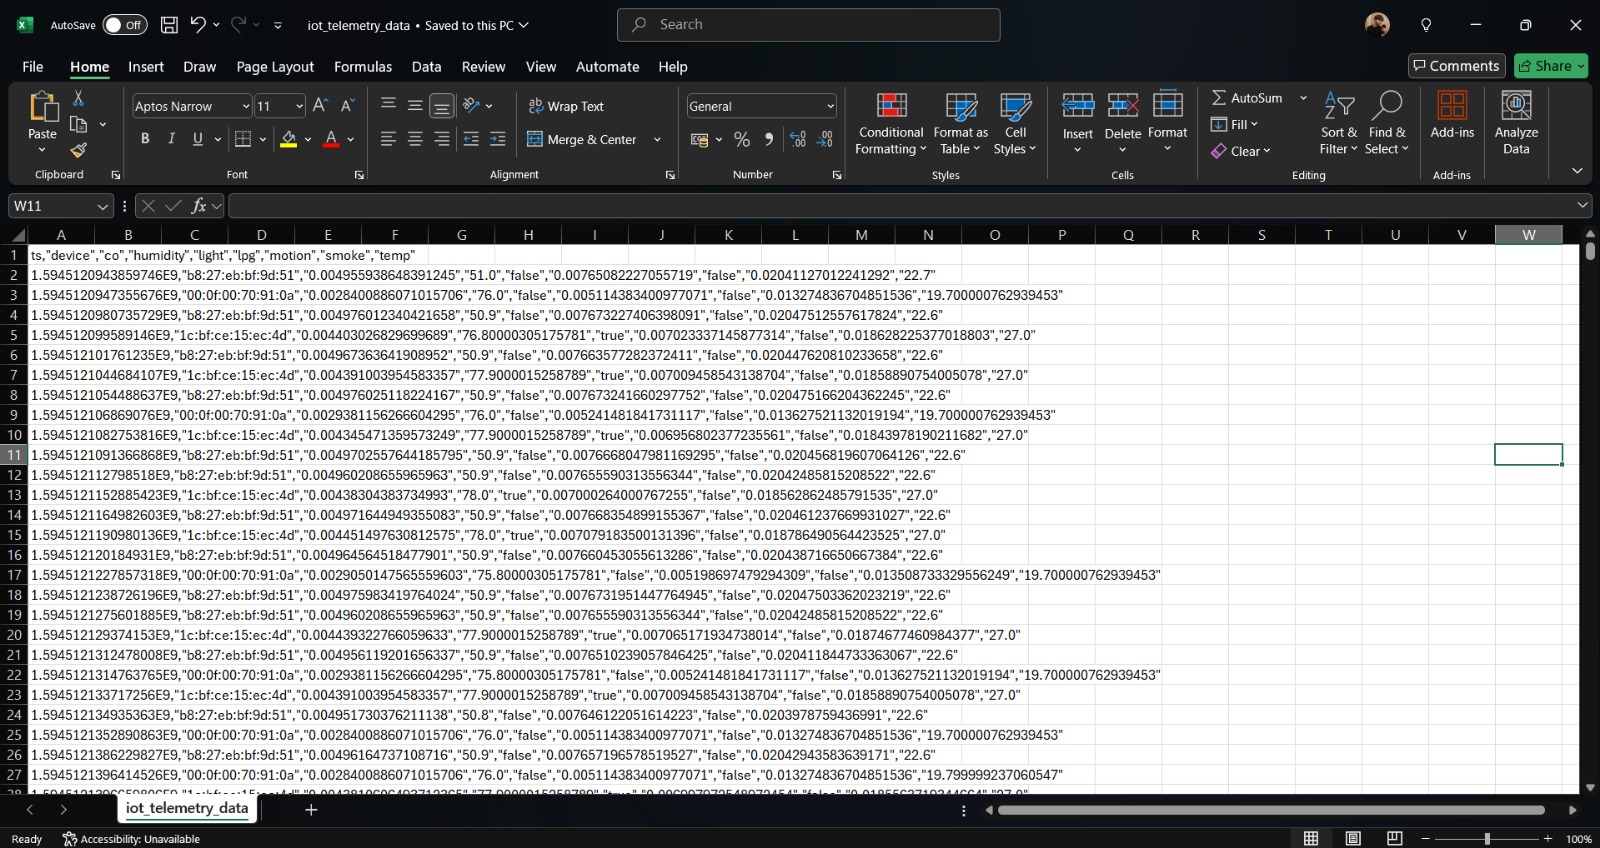 AutoSave Off iot_telemetry_data • Saved to this PC Search
File Home Insert Draw Page Layout Formulas Data Review View Automate Help Comments Share
Paste Aptos Narrow 11 Wrap Text General Conditional Formatting Format as Table Cell Styles Insert Delete Format AutoSum Fill Clear Sort & Filter Find & Select Add-ins Analyze Data
B I U Merge & Center
Clipboard Font Alignment Number Styles Cells Editing Add-ins
W11 fx
A B C D E F G H I J K L M N O P Q R S T U V W
1 ts,"device","co","humidity","light","lpg","motion","smoke","temp"
2 1.5945120943859746E9,"b8:27:eb:bf:9d:51","0.004955938648391245","51.0","false","0.00765082227055719","false","0.02041127012241292","22.7"
3 1.5945120947355676E9,"00:0f:00:70:91:0a","0.0028400886071015706","76.0","false","0.005114383400977071","false","0.013274836704851536","19.700000762939453"
4 1.5945120980735729E9,"b8:27:eb:bf:9d:51","0.004976012340421658","50.9","false","0.007673227406398091","false","0.02047512557617824","22.6"
5 1.594512099589146E9,"1c:bf:ce:15:ec:4d","0.004403026829699689","76.80000305175781","true","0.007023337145877314","false","0.018628225377018803","27.0"
6 1.594512101761235E9,"b8:27:eb:bf:9d:51","0.004967363641908952","50.9","false","0.007663577282372411","false","0.020447620810233658","22.6"
7 1.5945121044684107E9,"1c:bf:ce:15:ec:4d","0.004391003954583357","77.9000015258789","true","0.007009458543138704","false","0.01858890754005078","27.0"
8 1.5945121054488637E9,"b8:27:eb:bf:9d:51","0.004976025118224167","50.9","false","0.007673241660297752","false","0.020475166204362245","22.6"
9 1.594512106869076E9,"00:0f:00:70:91:0a","0.0029381156266604295","76.0","false","0.005241481841731117","false","0.013627521132019194","19.700000762939453"
10 1.5945121082753816E9,"1c:bf:ce:15:ec:4d","0.004345471359573249","77.9000015258789","true","0.006956802377235561","false","0.01843978190211682","27.0"
11 1.5945121091366868E9,"b8:27:eb:bf:9d:51","0.0049702557644185795","50.9","false","0.0076668047981169295","false","0.020456819607064126","22.6"
12 1.594512112798518E9,"b8:27:eb:bf:9d:51","0.004960208655965963","50.9","false","0.007655590313556344","false","0.02042485815208522","22.6"
13 1.5945121152885423E9,"1c:bf:ce:15:ec:4d","0.00438304383734993","78.0","true","0.007000264000767255","false","0.018562862485791535","27.0"
14 1.5945121164982603E9,"b8:27:eb:bf:9d:51","0.004971644949355083","50.9","false","0.007668354899155367","false","0.020461237669931027","22.6"
15 1.5945121190980136E9,"1c:bf:ce:15:ec:4d","0.004451497630812575","78.0","true","0.007079183500131396","false","0.018786490564423525","27.0"
16 1.594512120184931E9,"b8:27:eb:bf:9d:51","0.004964564518477901","50.9","false","0.007660453055613286","false","0.020438716650667384","22.6"
17 1.5945121227857318E9,"00:0f:00:70:91:0a","0.0029050147565559603","75.80000305175781","false","0.005198697479294309","false","0.013508733329556249","19.700000762939453"
18 1.5945121238726196E9,"b8:27:eb:bf:9d:51","0.004975983419764024","50.9","false","0.0076731951447764945","false","0.02047503362023219","22.6"
19 1.5945121275601885E9,"b8:27:eb:bf:9d:51","0.004960208655965963","50.9","false","0.007655590313556344","false","0.02042485815208522","22.6"
20 1.594512129374153E9,"1c:bf:ce:15:ec:4d","0.004439322766059633","77.9000015258789","true","0.007065171934738014","false","0.01874677460984377","27.0"
21 1.5945121312478008E9,"b8:27:eb:bf:9d:51","0.004956119201656337","50.9","false","0.0076510239057846425","false","0.020411844733363067","22.6"
22 1.594512131476 3765E9,"00:0f:00:70:91:0a","0.0029381156266604295","75.80000305175781","false","0.005241481841731117","false","0.013627521132019194","19.700000762939453"
23 1.594512133717256E9,"1c:bf:ce:15:ec:4d","0.004391003954583357","77.9000015258789","true","0.007009458543138704","false","0.01858890754005078","27.0"
24 1.594512134935363E9,"b8:27:eb:bf:9d:51","0.004951730376211138","50.8","false","0.007646122051614223","false","0.0203978759436991","22.6"
25 1.5945121352890863E9,"00:0f:00:70:91:0a","0.0028400886071015706","76.0","false","0.005114383400977071","false","0.013274836704851536","19.700000762939453"
26 1.5945121386229827E9,"b8:27:eb:bf:9d:51","0.00496164737108716","50.9","false","0.007657196578519527","false","0.02042943583639171","22.6"
27 1.5945121396414526E9,"00:0f:00:70:91:0a","0.0028400886071015706","76.0","false","0.005114383400977071","false","0.013274836704851536","19.799999237060547"
iot_telemetry_data
Ready Accessibility: Unavailable 100%